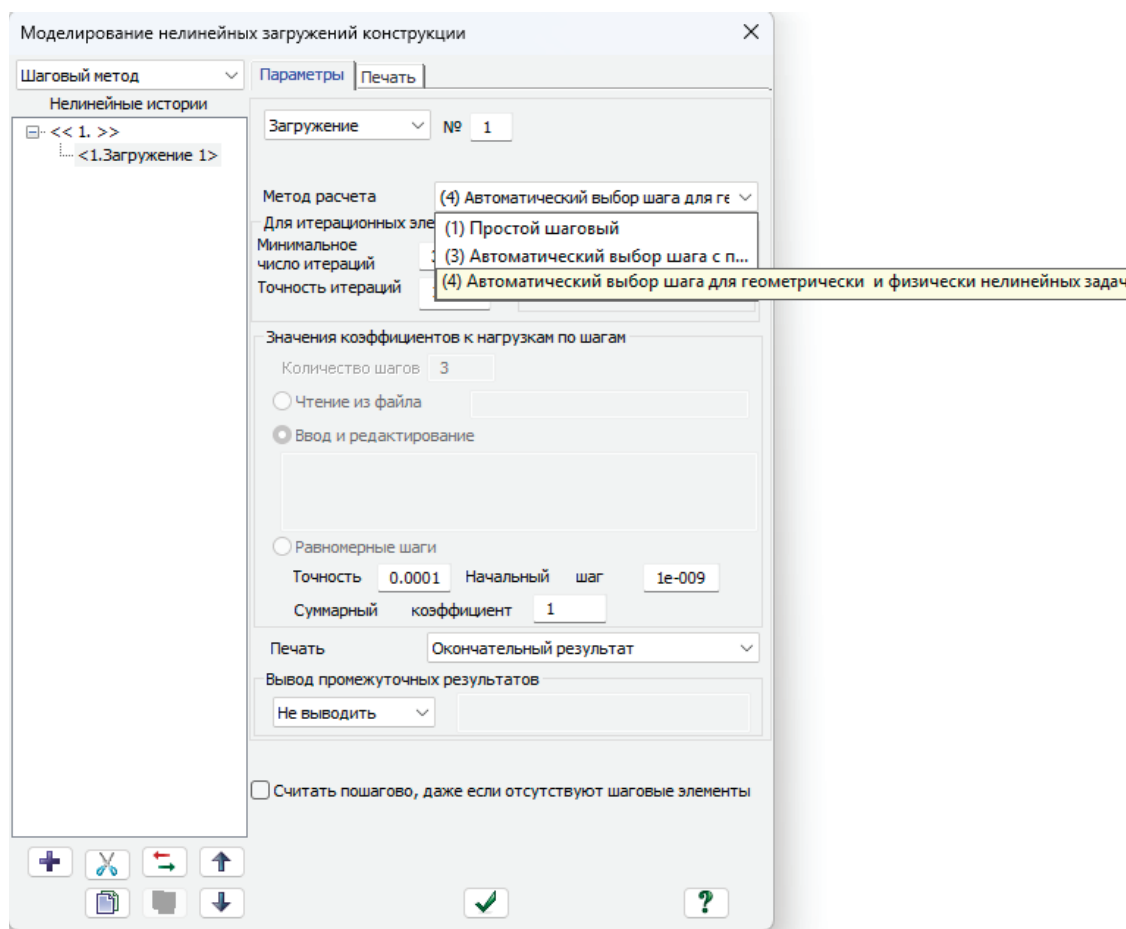 Моделирование нелинейных загружений конструкции
Шаговый метод
Параметры
Печать
Нелинейные истории
<< 1. >>
<1.Загружение 1>
Загружение № 1
Метод расчета (4) Автоматический выбор шага для ге
(1) Простой шаговый
(3) Автоматический выбор шага с п...
(4) Автоматический выбор шага для геометрически и физически нелинейных задач
Для итерационных эле
Минимальное
число итераций
Точность итераций
Значения коэффициентов к нагрузкам по шагам
Количество шагов 3
Чтение из файла
Ввод и редактирование
Равномерные шаги
Точность 0.0001 Начальный шаг 1e-009
Суммарный коэффициент 1
Печать Окончательный результат
Вывод промежуточных результатов
Не выводить
Считать пошагово, даже если отсутствуют шаговые элементы
?